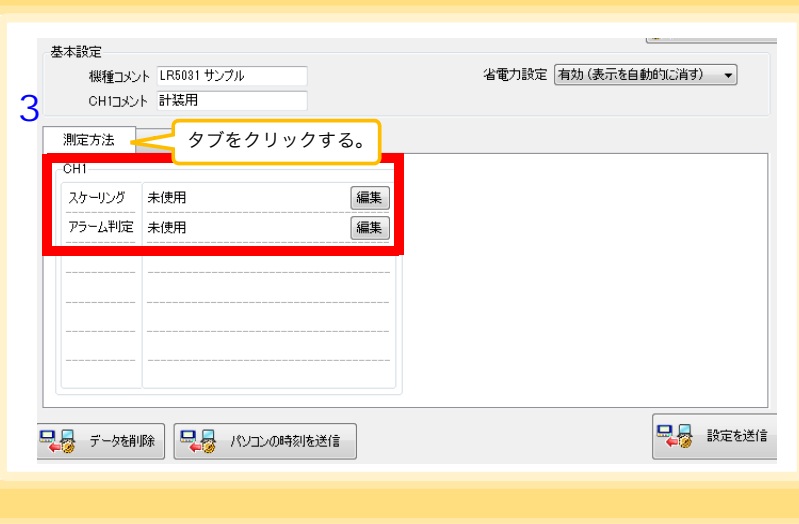 基本設定
機種コメント LR5031 サンプル
省電力設定 有効 (表示を自動的に消す)
CH1コメント 計装用
3
測定方法
タブをクリックする。
CH1
スケーリング 未使用 編集
アラーム判定 未使用 編集
データを削除 パソコンの時刻を送信 設定を送信